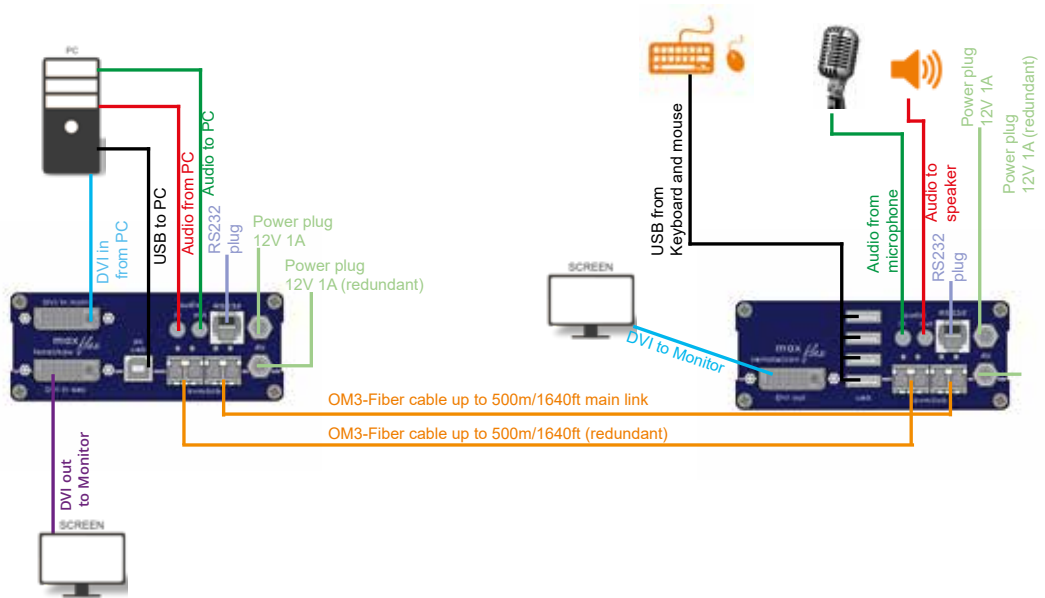 PC
DVI in
from PC
USB to PC
Audio from PC
Audio to PC
RS232
plug
Power plug
12V 1A
Power plug
12V 1A (redundant)
max flex
DVI out
to Monitor
SCREEN
OM3-Fiber cable up to 500m/1640ft main link
OM3-Fiber cable up to 500m/1640ft (redundant)
SCREEN
DVI to Monitor
USB from
Keyboard and mouse
Audio from
microphone
Audio to
speaker
RS232
plug
Power plug
12V 1A
Power plug
12V 1A (redundant)
max flex
DVI out